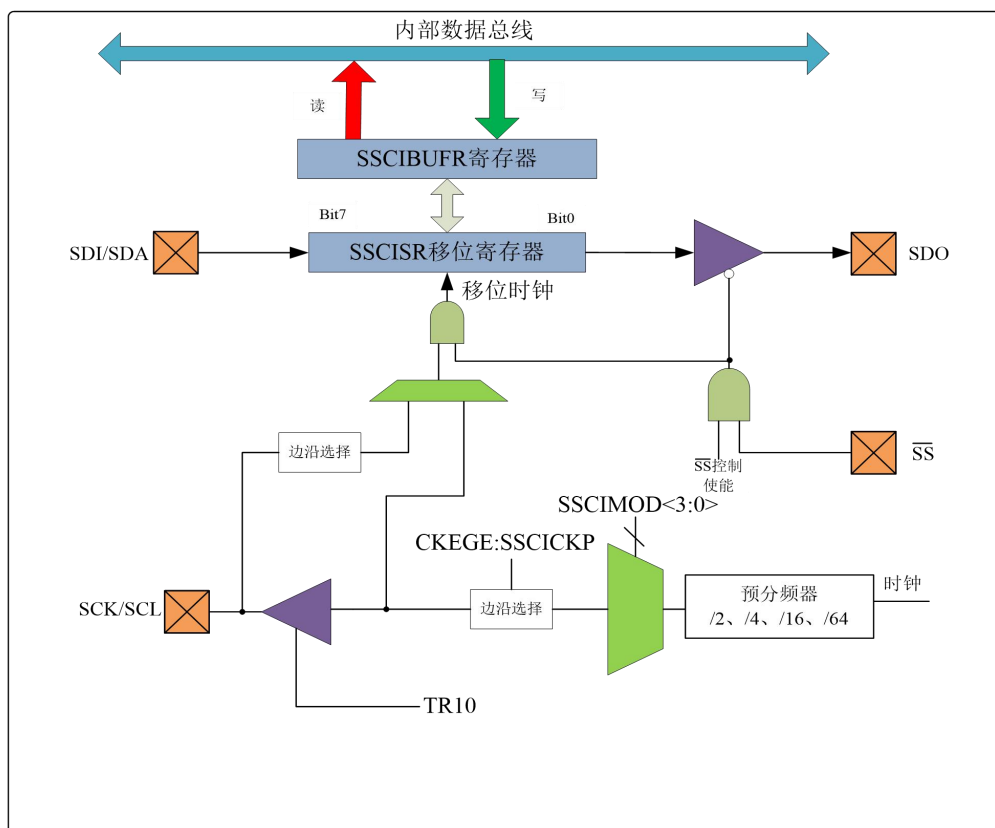 内部数据总线
读
写
SSCIBUFR寄存器
Bit7
Bit0
SDI/SDA
SSCISR移位寄存器
SDO
移位时钟
边沿选择
SS
SS控制
使能
SSCIMOD<3:0>
CKEGE:SSCICKP
SCK/SCL
边沿选择
预分频器
/2、/4、/16、/64
时钟
TR10